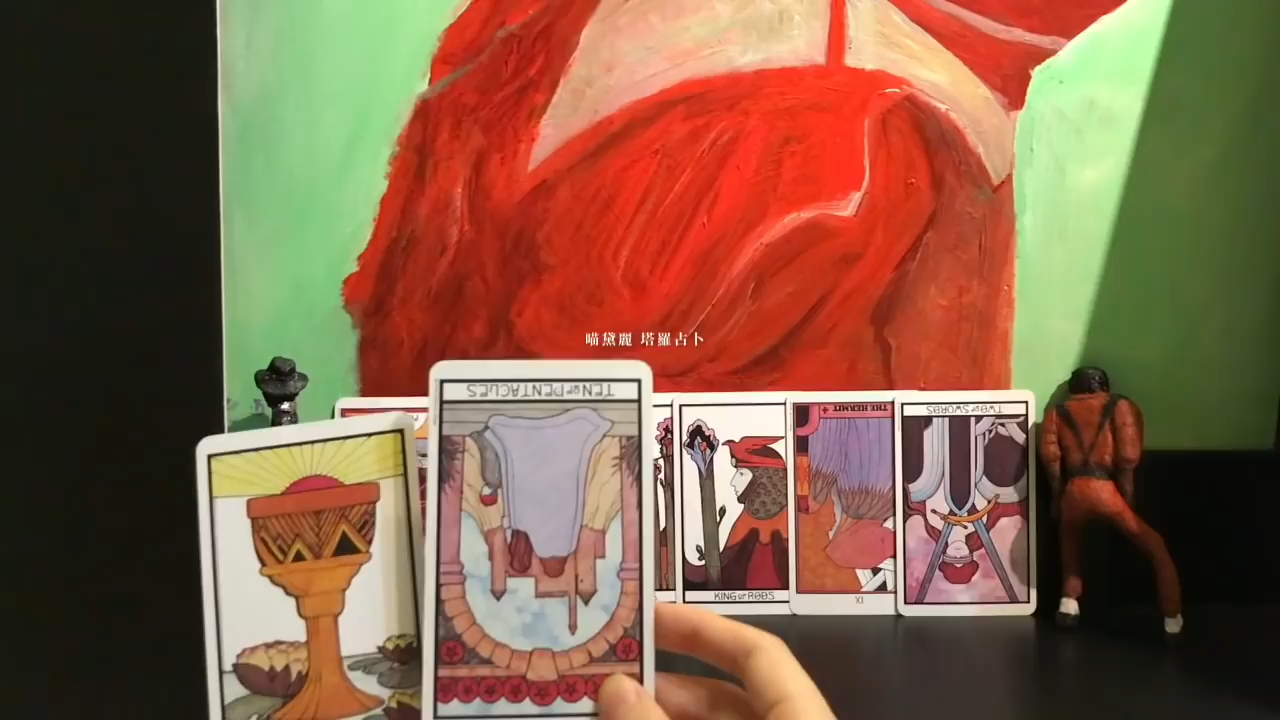 喵黛麗 塔羅占卜
TEN OF PENTACLES
KING OF RODS
THE HERMIT
IX
TWO OF SWORDS